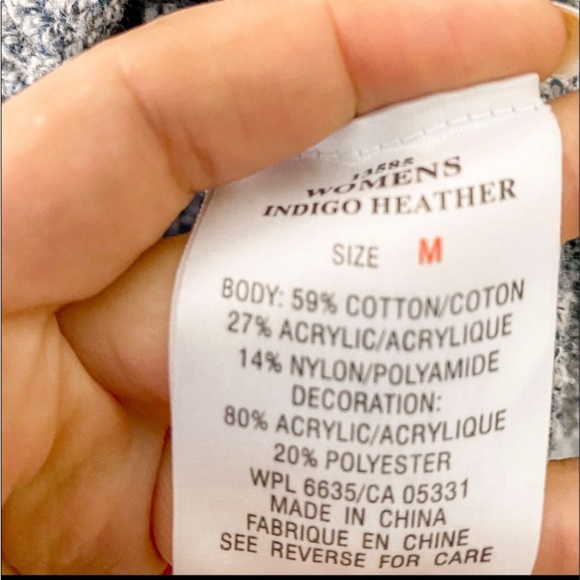 13585
WOMENS
INDIGO HEATHER
SIZE M
BODY: 59% COTTON/COTON
27% ACRYLIC/ACRYLIQUE
14% NYLON/POLYAMIDE
DECORATION:
80% ACRYLIC/ACRYLIQUE
20% POLYESTER
WPL 6635/CA 05331
MADE IN CHINA
FABRIQUE EN CHINE
SEE REVERSE FOR CARE